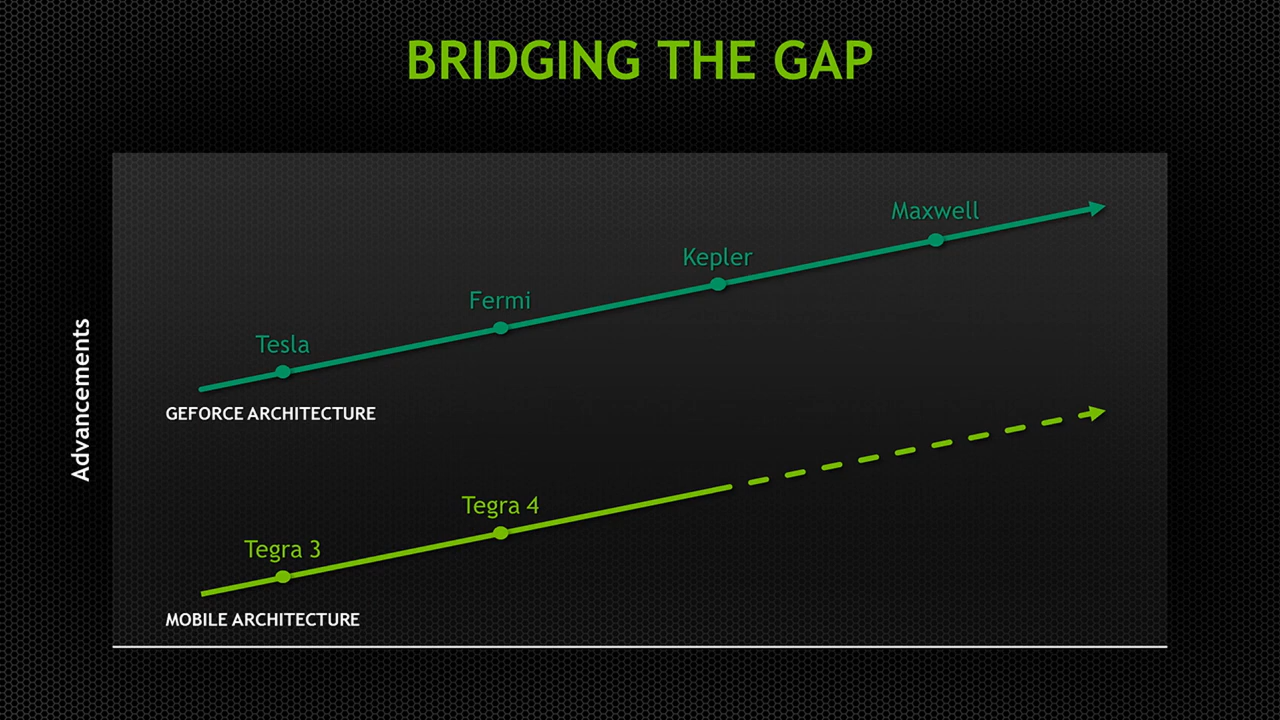 BRIDGING THE GAP
Advancements
Maxwell
Kepler
Fermi
Tesla
GEFORCE ARCHITECTURE
Tegra 4
Tegra 3
MOBILE ARCHITECTURE